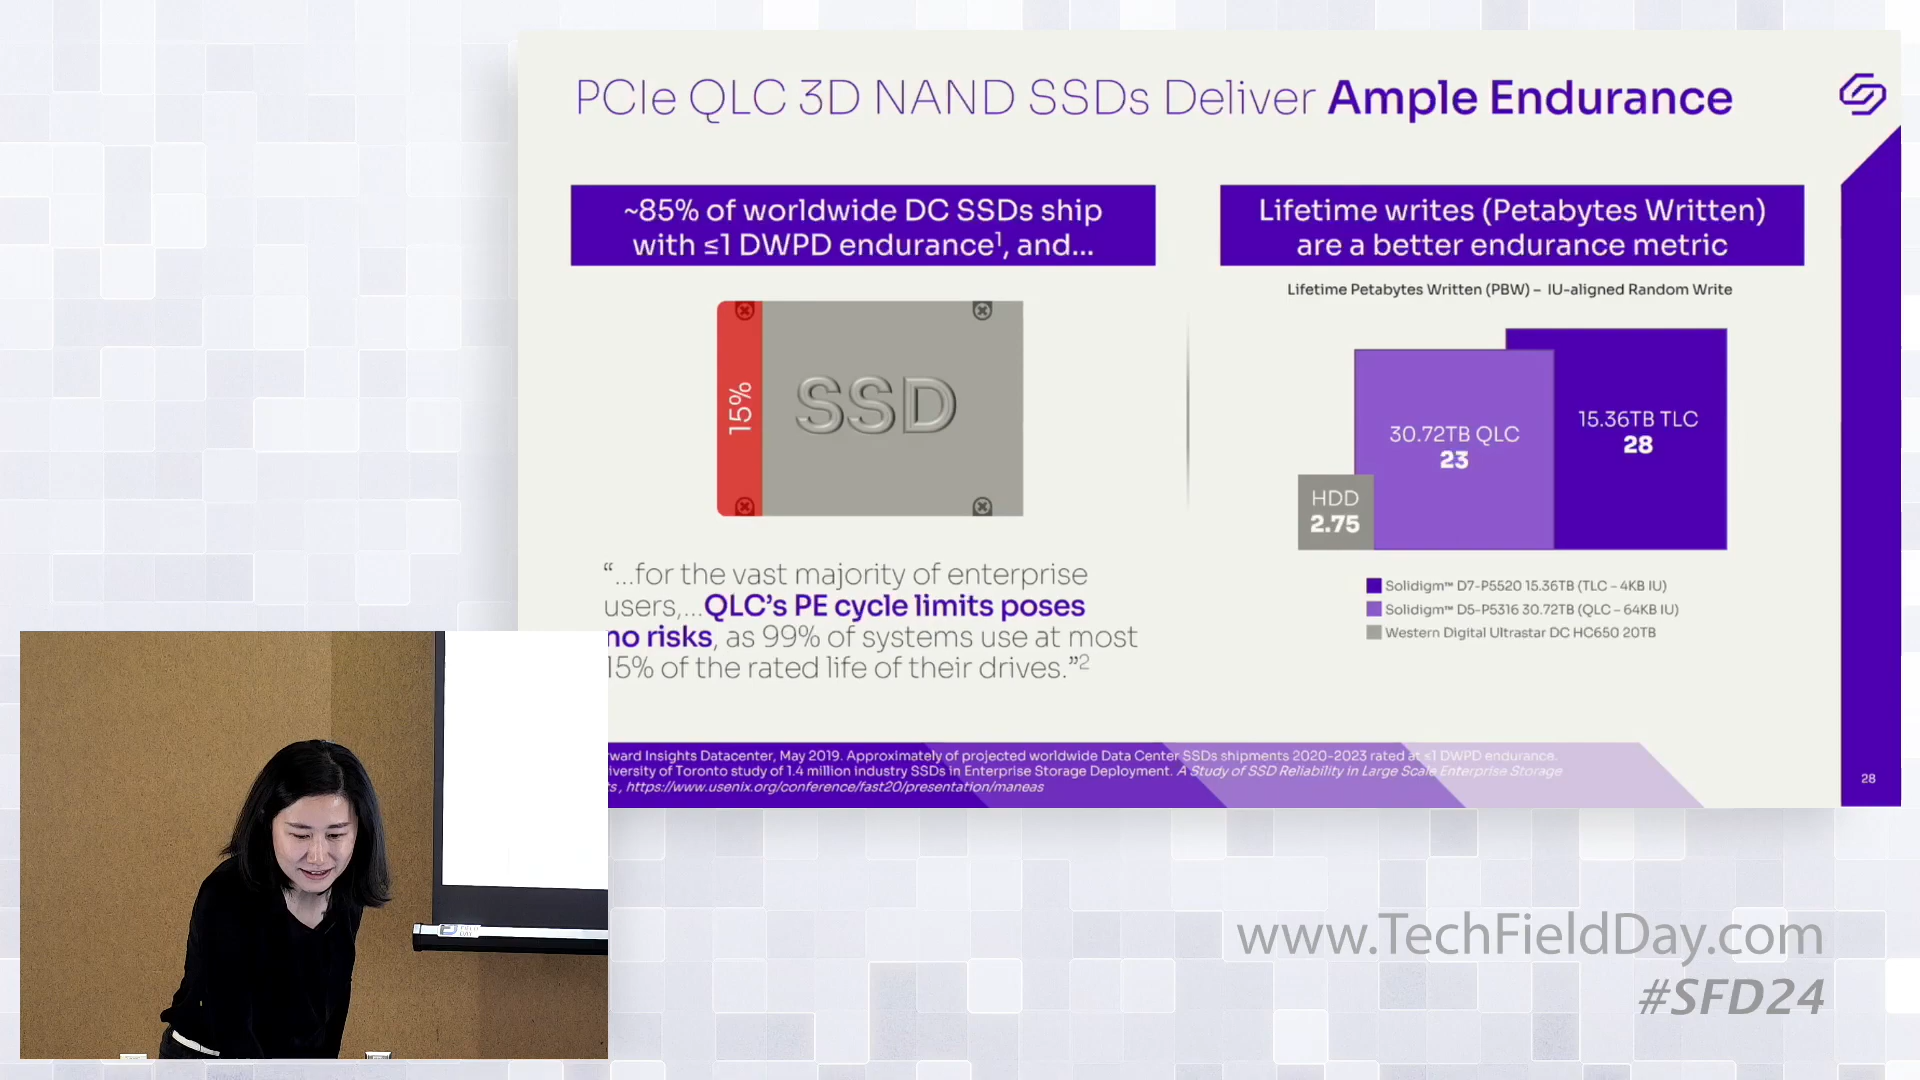 PCIe QLC 3D NAND SSDs Deliver Ample Endurance
~85% of worldwide DC SSDs ship
with ≤1 DWPD endurance¹, and...
15%
SSD
“...for the vast majority of enterprise
users,...QLC’s PE cycle limits poses
no risks, as 99% of systems use at most
15% of the rated life of their drives.”²
Lifetime writes (Petabytes Written)
are a better endurance metric
Lifetime Petabytes Written (PBW) – IU-aligned Random Write
15.36TB TLC
28
30.72TB QLC
23
HDD
2.75
Solidigm™ D7-P5520 15.36TB (TLC – 4KB IU)
Solidigm™ D5-P5316 30.72TB (QLC – 64KB IU)
Western Digital Ultrastar DC HC650 20TB
ward Insights Datacenter, May 2019. Approximately of projected worldwide Data Center SSDs shipments 2020-2023 rated at ≤1 DWPD endurance.
iversity of Toronto study of 1.4 million industry SSDs in Enterprise Storage Deployment. A Study of SSD Reliability in Large Scale Enterprise Storage
ts, https://www.usenix.org/conference/fast20/presentation/maneas
28
FIELD
DAY
www.TechFieldDay.com
#SFD24